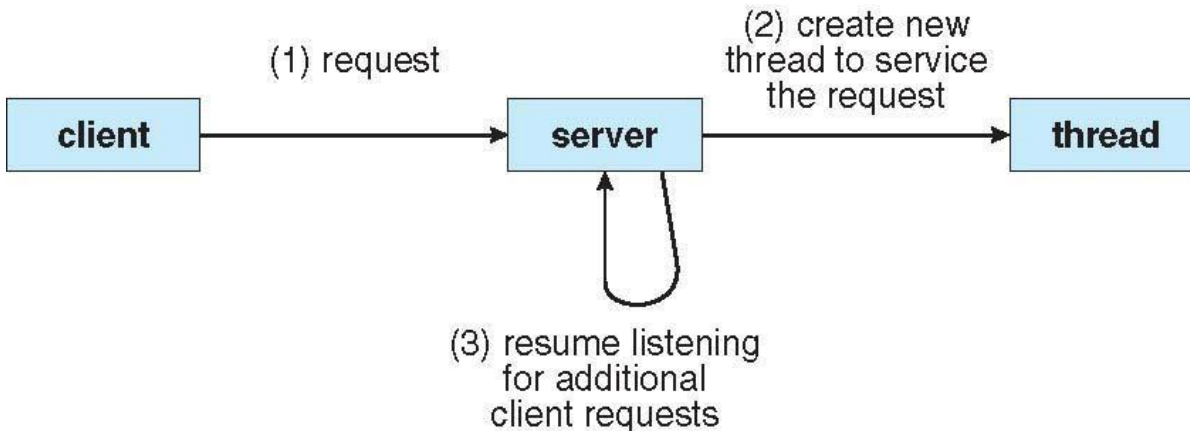 (1) request
(2) create new
thread to service
the request
client
server
thread
(3) resume listening
for additional
client requests